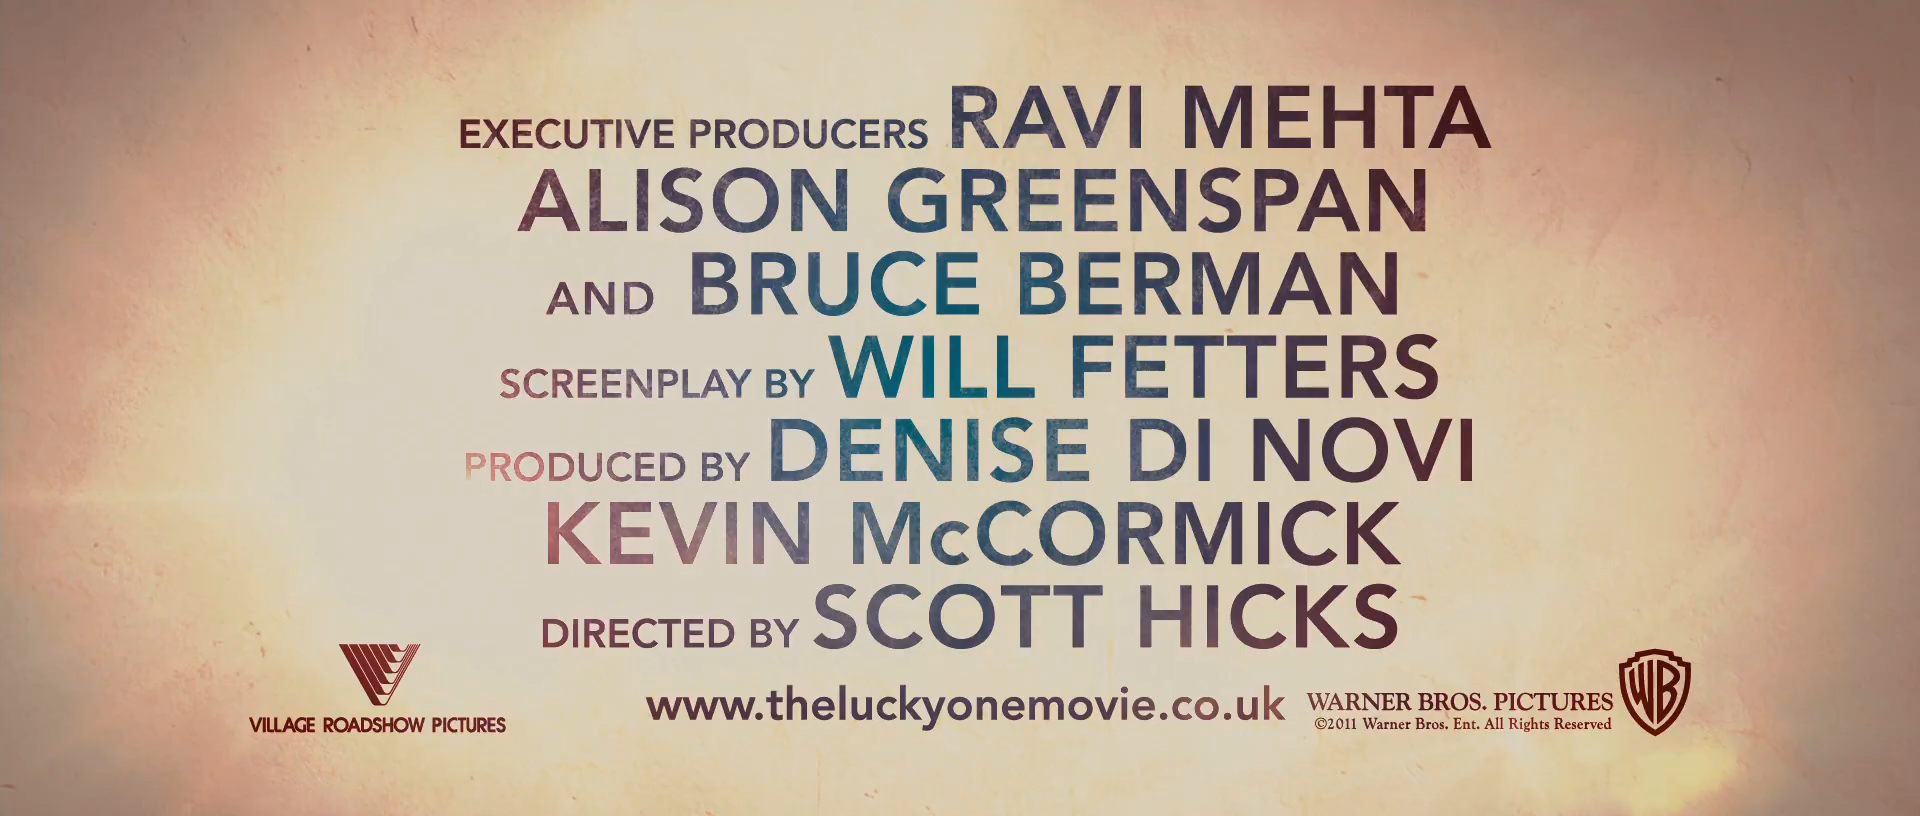 EXECUTIVE PRODUCERS RAVI MEHTA
ALISON GREENSPAN
AND BRUCE BERMAN
SCREENPLAY BY WILL FETTERS
PRODUCED BY DENISE DI NOVI
KEVIN McCORMICK
DIRECTED BY SCOTT HICKS
VILLAGE ROADSHOW PICTURES
www.theluckyonemovie.co.uk
WARNER BROS. PICTURES
©2011 Warner Bros. Ent. All Rights Reserved
WB